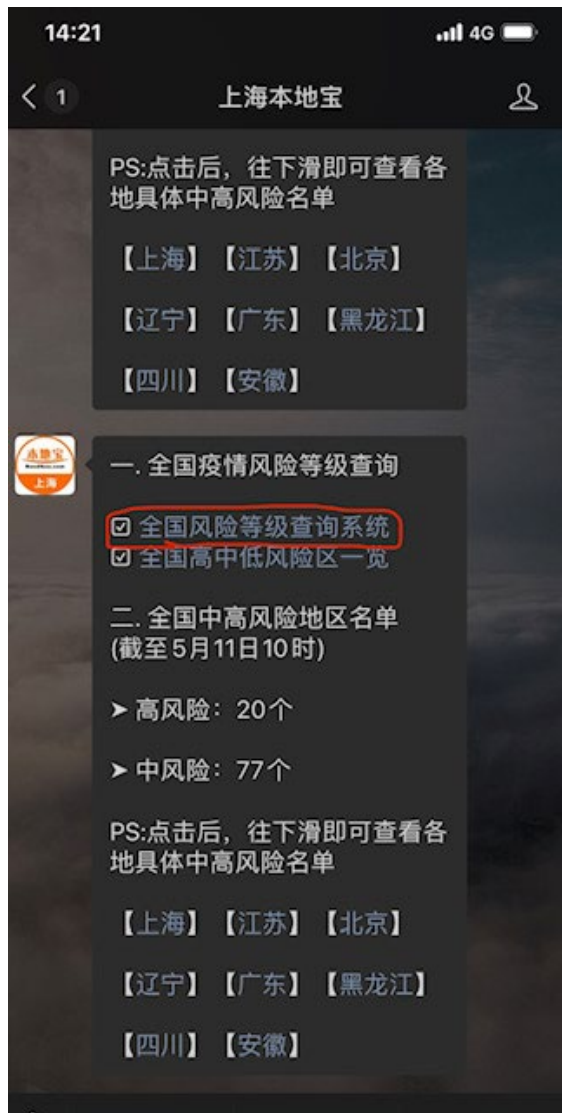 14:21
4G
1
上海本地宝
PS:点击后，往下滑即可查看各
地具体中高风险名单
【上海】【江苏】【北京】
【辽宁】【广东】【黑龙江】
【四川】【安徽】
本地宝
上海
一. 全国疫情风险等级查询
全国风险等级查询系统
全国高中低风险区一览
二. 全国中高风险地区名单
(截至5月11日10时)
➤ 高风险：20个
➤ 中风险：77个
PS:点击后，往下滑即可查看各
地具体中高风险名单
【上海】【江苏】【北京】
【辽宁】【广东】【黑龙江】
【四川】【安徽】